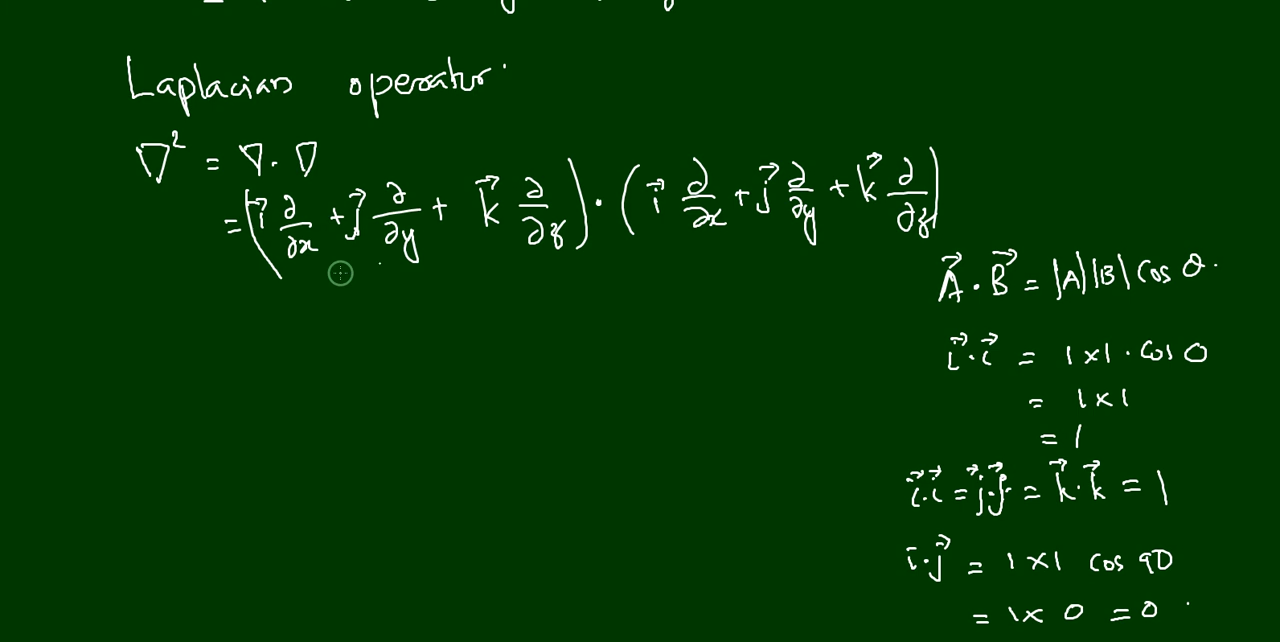 Laplacian operator.
∇² = ∇ . ∇
= (i⃗ ∂/∂x + j⃗ ∂/∂y + k⃗ ∂/∂z) . (i⃗ ∂/∂x + j⃗ ∂/∂y + k⃗ ∂/∂z)
A⃗ . B⃗ = |A| |B| Cos θ.
i⃗ . i⃗ = 1 × 1 . Cos 0
= 1 × 1
= 1
i⃗ . i⃗ = j⃗ . j⃗ = k⃗ . k⃗ = 1
i . j⃗ = 1 × 1 Cos 90
= 1 × 0 = 0.